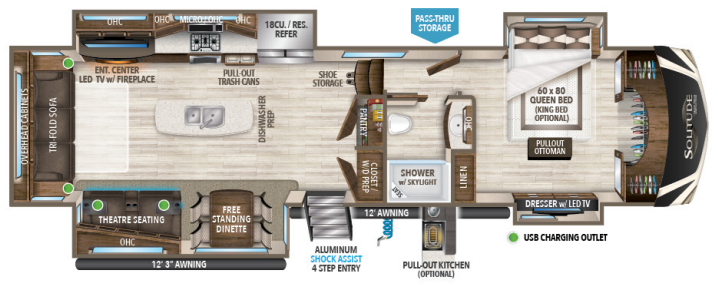 OHC
OHC
MICRO / OHC
OHC
18CU. / RES.
REFER
PASS-THRU
STORAGE
ENT. CENTER
LED TV w/ FIREPLACE
PULL-OUT
TRASH CANS
SHOE
STORAGE
OVERHEAD CABINETS
TRI-FOLD SOFA
DISHWASHER
PREP
PANTRY
OHC
60 x 80
QUEEN BED
(KING BED
OPTIONAL)
PULLOUT
OTTOMAN
SOLITUDE
CLOSET
W/D PREP
SHOWER
w/ SKYLIGHT
SEAT
LINEN
THEATRE SEATING
FREE
STANDING
DINETTE
OHC
12' AWNING
DRESSER w/ LED TV
12' 3" AWNING
ALUMINUM
SHOCK ASSIST
4 STEP ENTRY
PULL-OUT KITCHEN
(OPTIONAL)
USB CHARGING OUTLET